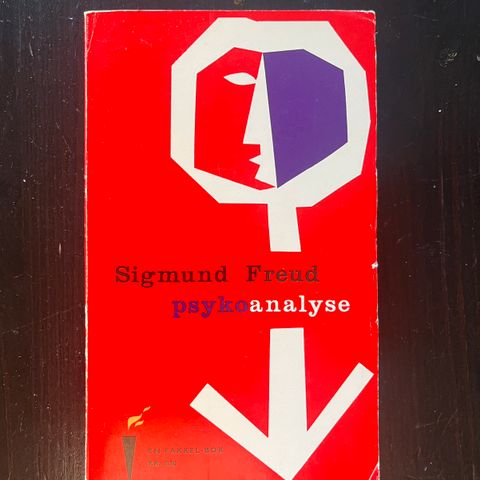 Sigmund Freud
psykoanalyse
EN FAKKEL-BOK